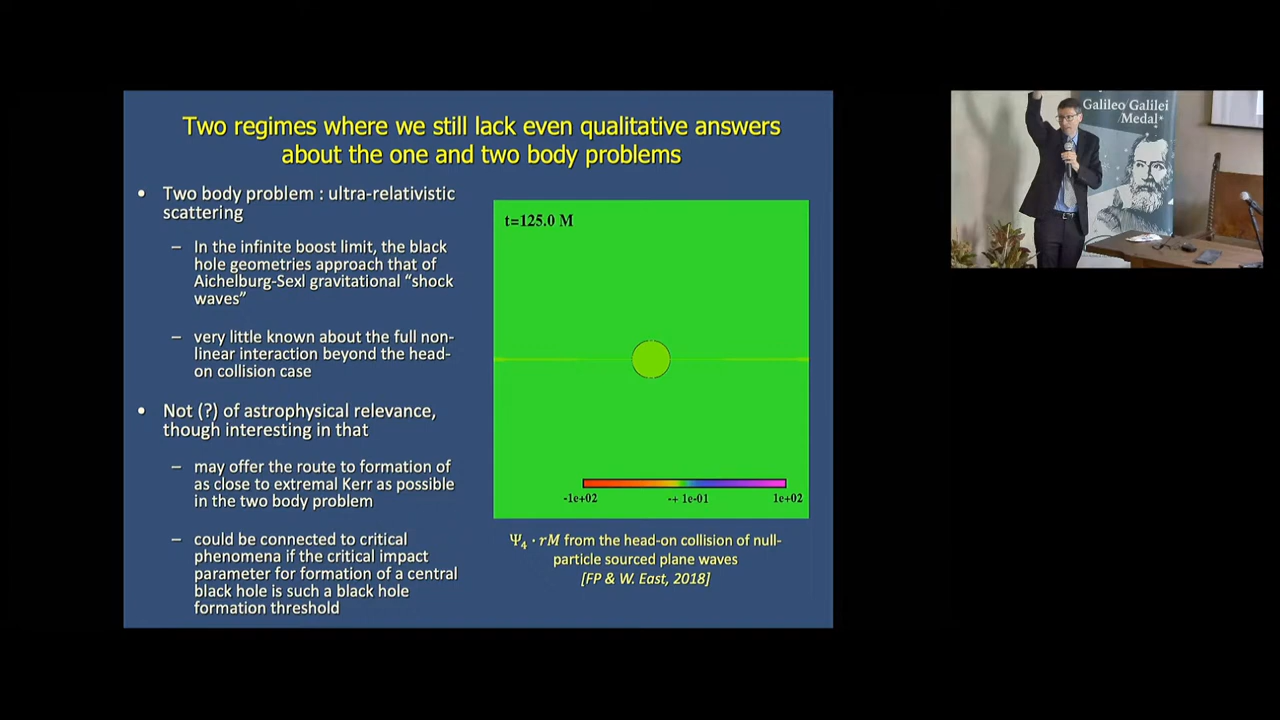 Two regimes where we still lack even qualitative answers
about the one and two body problems
• Two body problem : ultra-relativistic
scattering
– In the infinite boost limit, the black
hole geometries approach that of
Aichelburg-Sexl gravitational “shock
waves”
– very little known about the full non-
linear interaction beyond the head-
on collision case
• Not (?) of astrophysical relevance,
though interesting in that
– may offer the route to formation of
as close to extremal Kerr as possible
in the two body problem
– could be connected to critical
phenomena if the critical impact
parameter for formation of a central
black hole is such a black hole
formation threshold
t=125.0 M
-1e+02 -+ 1e-01 1e+02
Ψ₄ · rM from the head-on collision of null-
particle sourced plane waves
[FP & W. East, 2018]
Galileo Galilei
Medal*